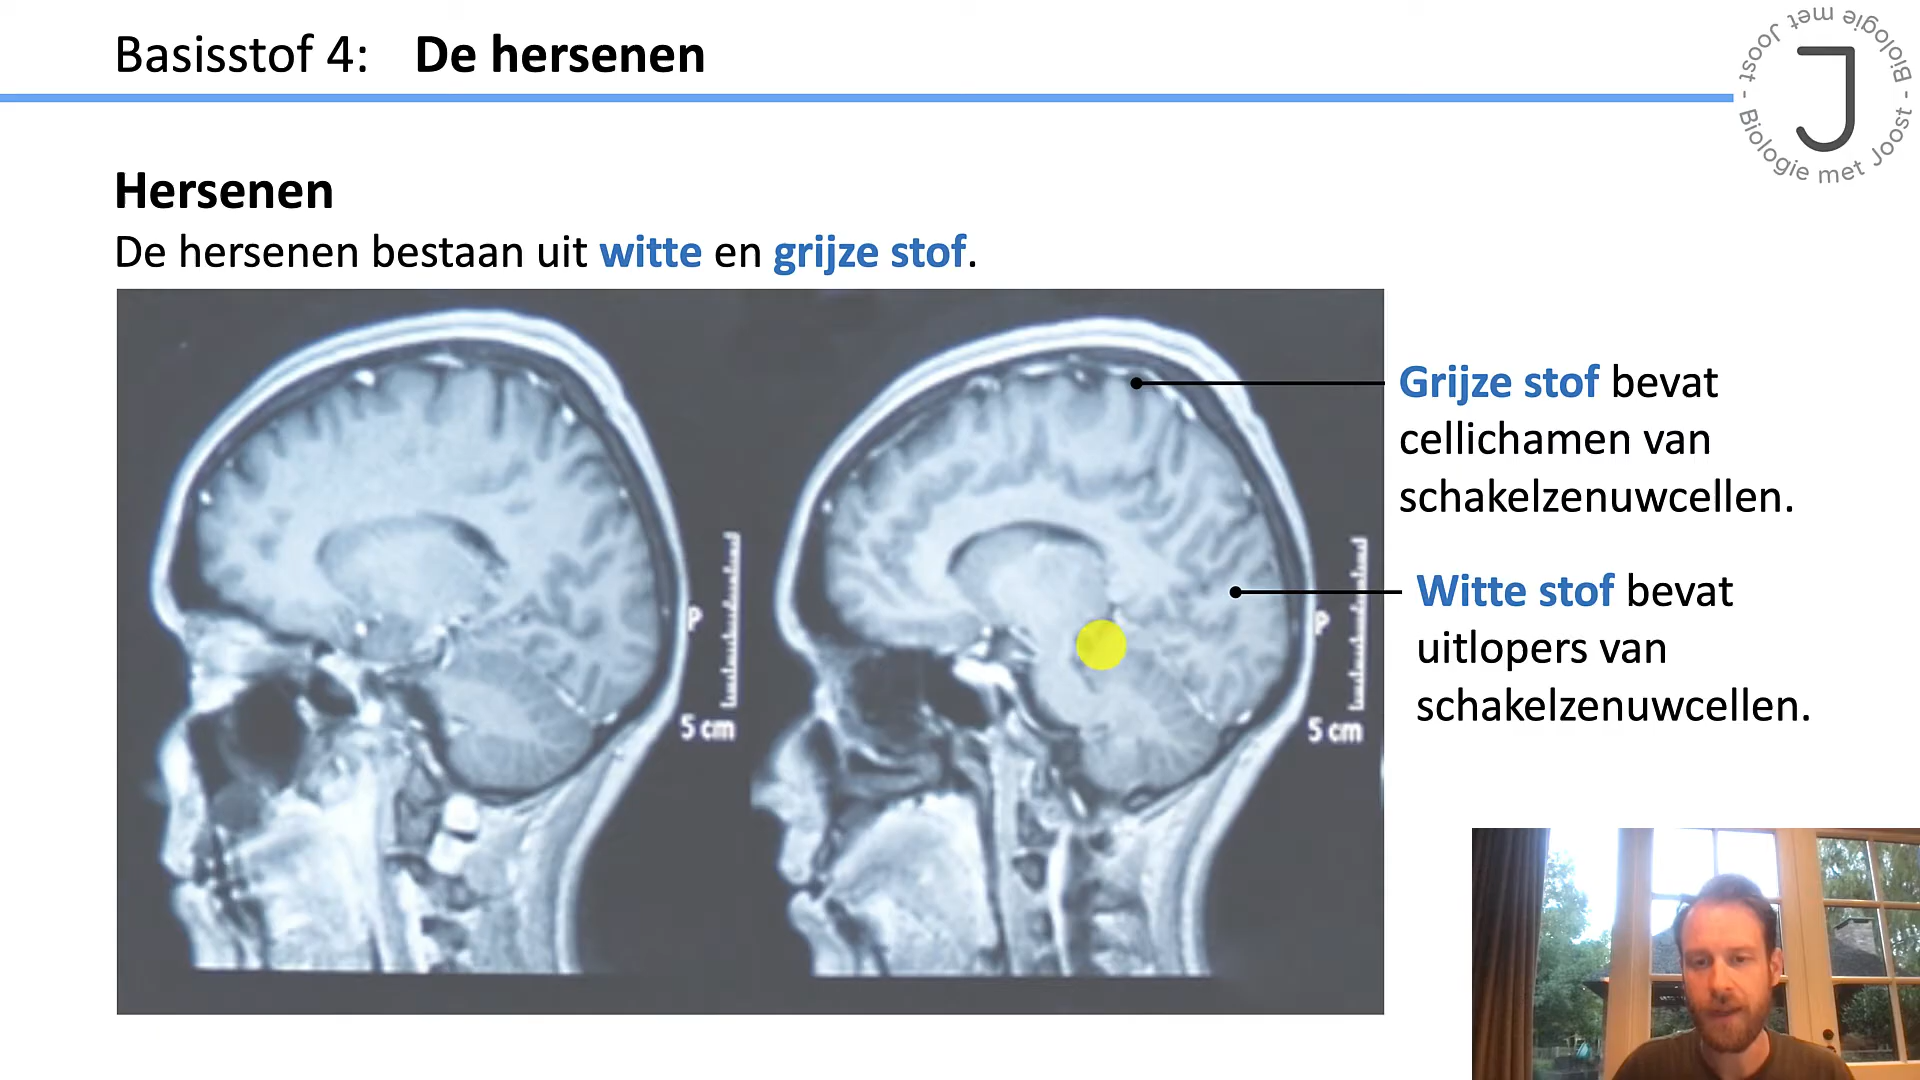 Basisstof 4: De hersenen
J
Biologie met Joost - Biologie met Joost -
Hersenen
De hersenen bestaan uit witte en grijze stof.
Grijze stof bevat
cellichamen van
schakelzenuwcellen.
Witte stof bevat
uitlopers van
schakelzenuwcellen.
P
5 cm
P
5 cm